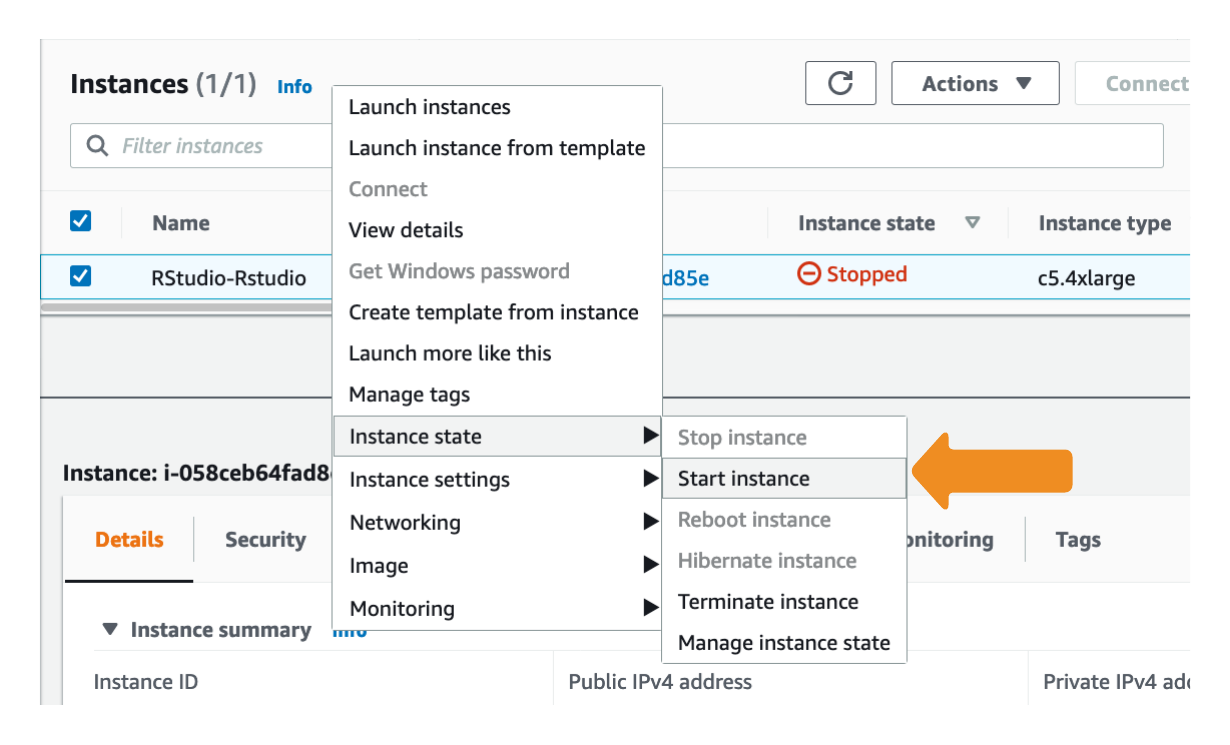 Instances (1/1) Info
Actions
Connect
Filter instances
Name
Instance state
Instance type
RStudio-Rstudio
d85e
Stopped
c5.4xlarge
Launch instances
Launch instance from template
Connect
View details
Get Windows password
Create template from instance
Launch more like this
Manage tags
Instance state
Instance settings
Networking
Image
Monitoring
Stop instance
Start instance
Reboot instance
Hibernate instance
Terminate instance
Manage instance state
Instance: i-058ceb64fad8
Details
Security
onitoring
Tags
Instance summary
Instance ID
Public IPv4 address
Private IPv4 add